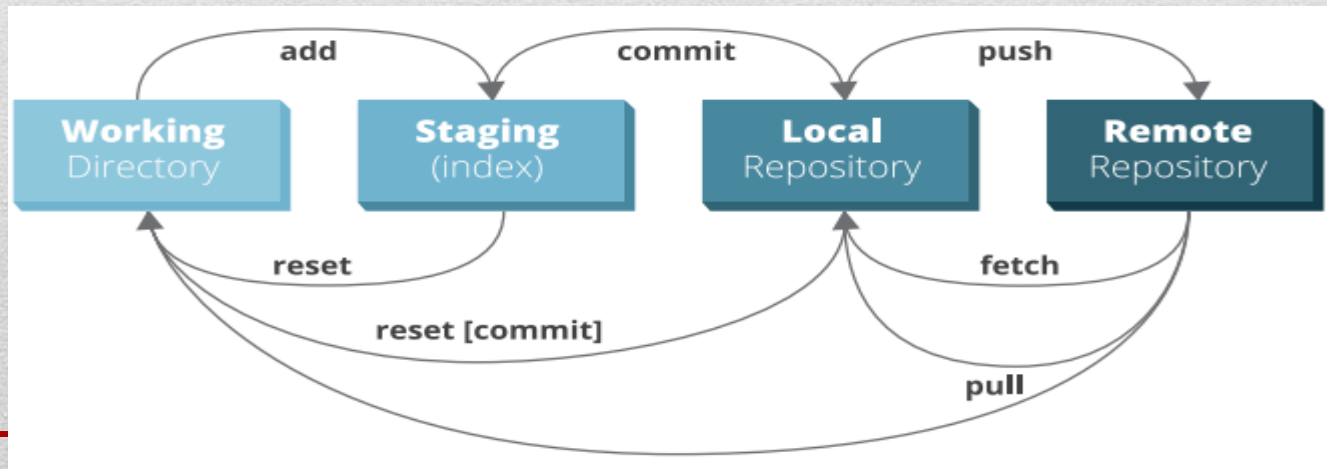 add
commit
push
Working
Directory
Staging
(index)
Local
Repository
Remote
Repository
reset
fetch
reset [commit]
pull